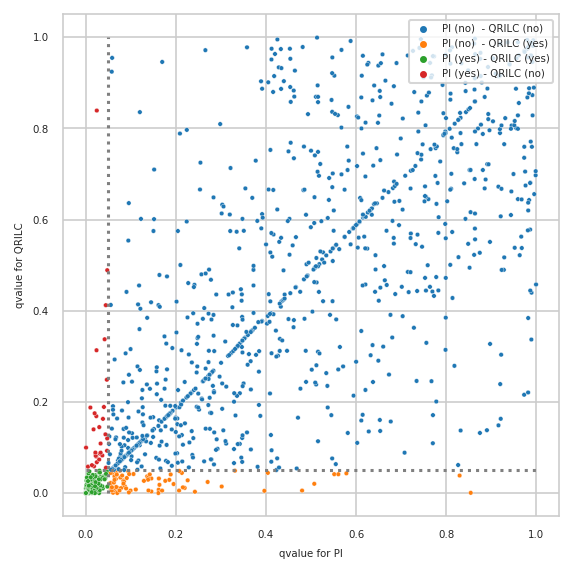 PI (no)  - QRILC (no)
PI (no)  - QRILC (yes)
PI (yes) - QRILC (yes)
PI (yes) - QRILC (no)
1.0
0.8
0.6
0.4
0.2
0.0
qvalue for QRILC
0.0 0.2 0.4 0.6 0.8 1.0
qvalue for PI